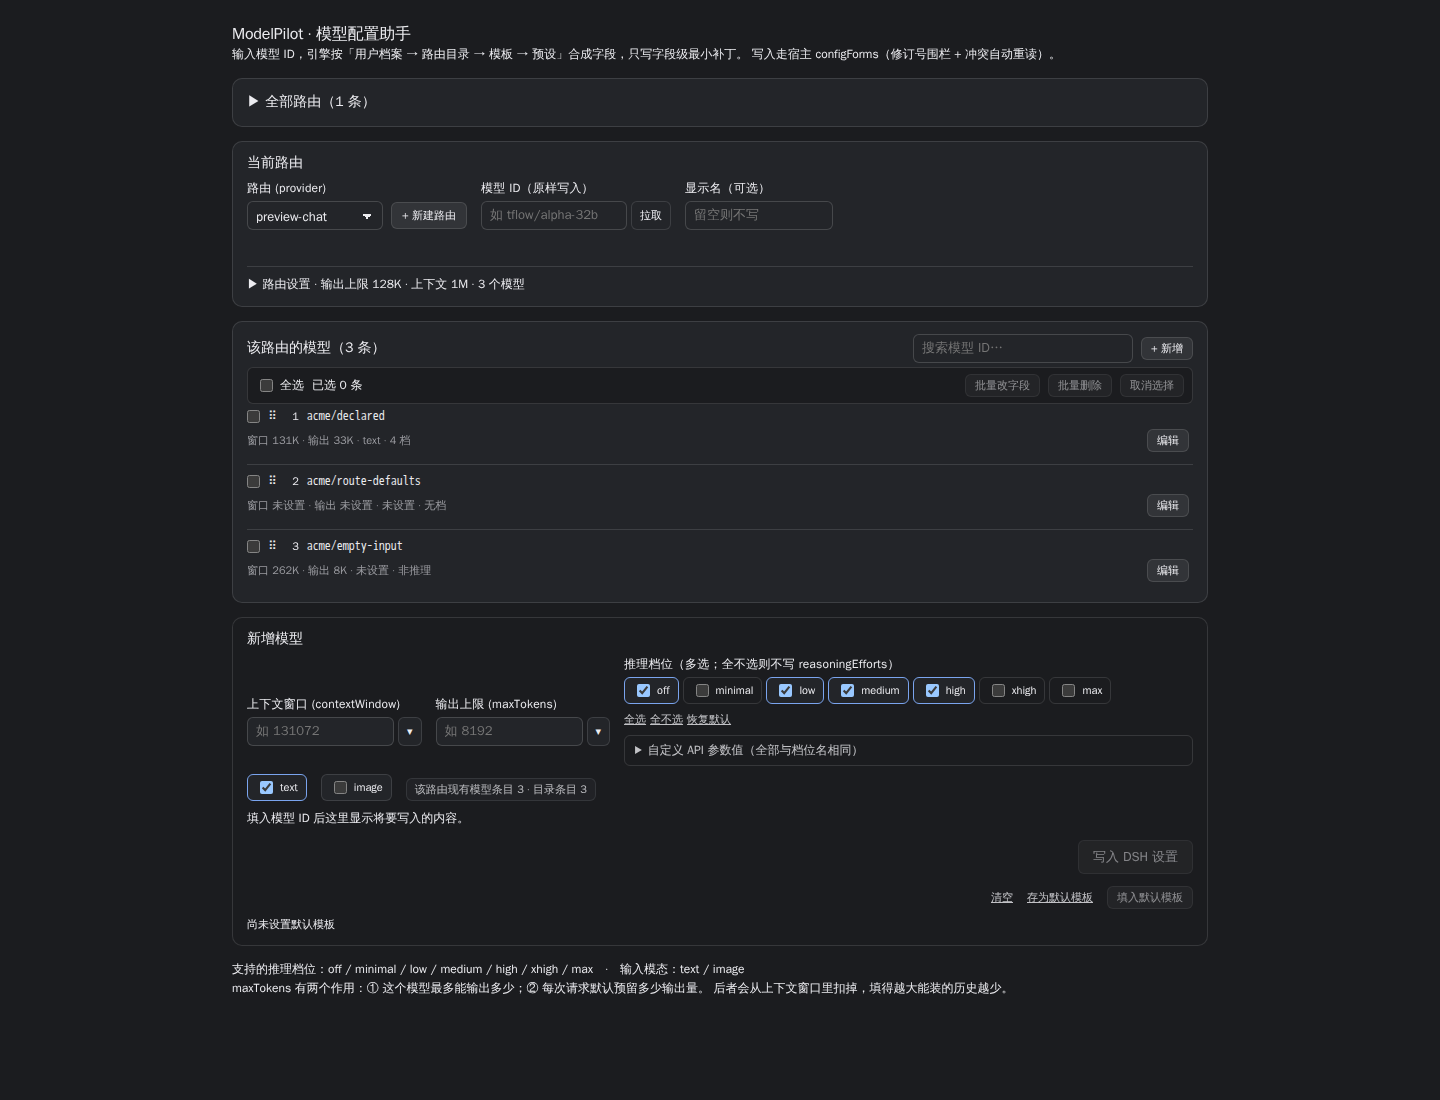 ModelPilot · 模型配置助手
输入模型 ID，引擎按「用户档案 → 路由目录 → 模板 → 预设」合成字段，只写字段级最小补丁。 写入走宿主 configForms（修订号围栏 + 冲突自动重读）。
▶ 全部路由（1 条）
当前路由
路由 (provider) 模型 ID（原样写入） 显示名（可选）
preview-chat + 新建路由 如 tflow/alpha-32b 拉取 留空则不写
▶ 路由设置 · 输出上限 128K · 上下文 1M · 3 个模型
该路由的模型（3 条） 搜索模型 ID… + 新增
全选 已选 0 条 批量改字段 批量删除 取消选择
⠿ 1 acme/declared
窗口 131K · 输出 33K · text · 4 档 编辑
⠿ 2 acme/route-defaults
窗口 未设置 · 输出 未设置 · 未设置 · 无档 编辑
⠿ 3 acme/empty-input
窗口 262K · 输出 8K · 未设置 · 非推理 编辑
新增模型
推理档位（多选；全不选则不写 reasoningEfforts）
off minimal low medium high xhigh max
上下文窗口 (contextWindow) 输出上限 (maxTokens)
全选 全不选 恢复默认
如 131072 ▼ 如 8192 ▼
▶ 自定义 API 参数值（全部与档位名相同）
text image 该路由现有模型条目 3 · 目录条目 3
填入模型 ID 后这里显示将要写入的内容。
写入 DSH 设置
清空 存为默认模板 填入默认模板
尚未设置默认模板
支持的推理档位：off / minimal / low / medium / high / xhigh / max · 输入模态：text / image
maxTokens 有两个作用：① 这个模型最多能输出多少；② 每次请求默认预留多少输出量。 后者会从上下文窗口里扣掉，填得越大能装的历史越少。